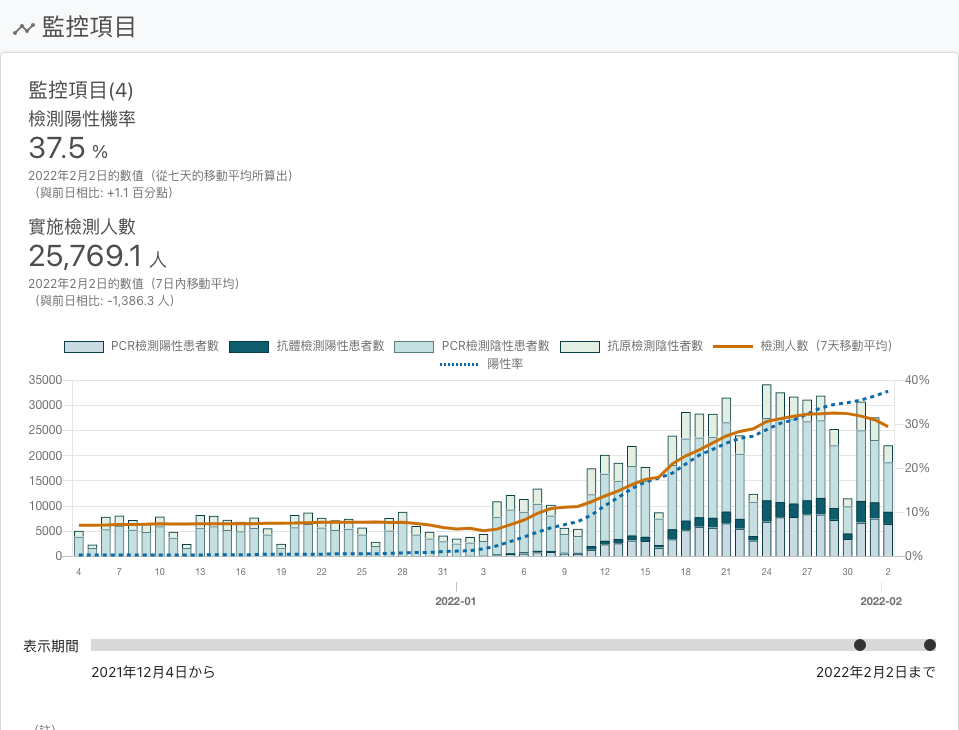 監控項目
監控項目(4)
檢測陽性機率
37.5 %
2022年2月2日的數值（從七天的移動平均所算出）
（與前日相比: +1.1 百分點）
實施檢測人數
25,769.1 人
2022年2月2日的數值（7日內移動平均）
（與前日相比: -1,386.3 人）
PCR檢測陽性患者數 抗體檢測陽性患者數 PCR檢測陰性患者數 抗原檢測陰性者數 檢測人數（7天移動平均）
陽性率
35000 40%
30000
25000 30%
20000
15000 20%
10000 10%
5000
0 0%
4 7 10 13 16 19 22 25 28 31 3 6 9 12 15 18 21 24 27 30 2
2022-01 2022-02
表示期間
2021年12月4日から 2022年2月2日まで
（註）